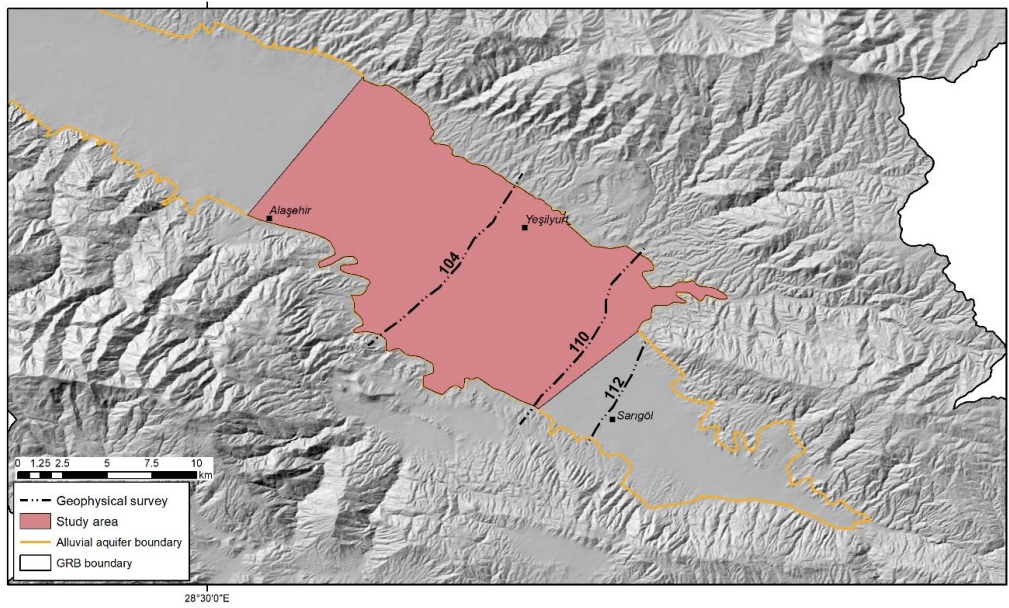 Alaşehir
Yeşilyurt
104
110
112
Sarıgöl
0 1.25 2.5 5 7.5 10
km
Geophysical survey
Study area
Alluvial aquifer boundary
GRB boundary
28°30'0"E